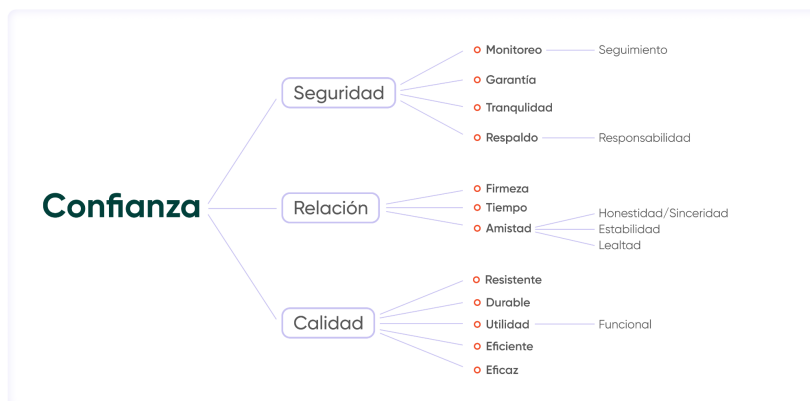 Confianza
Seguridad
Monitoreo
Seguimiento
Garantía
Tranqulidad
Respaldo
Responsabilidad
Relación
Firmeza
Tiempo
Amistad
Honestidad/Sinceridad
Estabilidad
Lealtad
Calidad
Resistente
Durable
Utilidad
Funcional
Eficiente
Eficaz